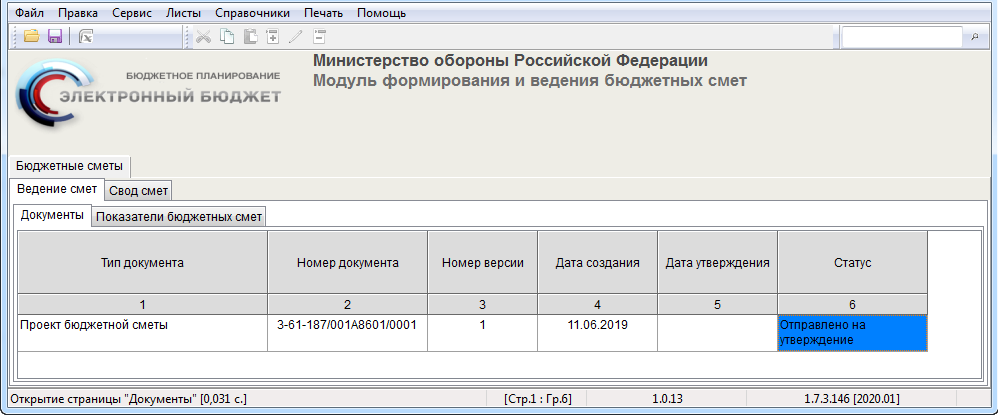 Файл Правка Сервис Листы Справочники Печать Помощь
Министерство обороны Российской Федерации
Модуль формирования и ведения бюджетных смет
БЮДЖЕТНОЕ ПЛАНИРОВАНИЕ
ЭЛЕКТРОННЫЙ БЮДЖЕТ
Бюджетные сметы
Ведение смет Свод смет
Документы Показатели бюджетных смет
Тип документа Номер документа Номер версии Дата создания Дата утверждения Статус
1 2 3 4 5 6
Проект бюджетной сметы 3-61-187/001А8601/0001 1 11.06.2019 Отправлено на
утверждение
Открытие страницы "Документы" [0,031 с.] [Стр.1 : Гр.6] 1.0.13 1.7.3.146 [2020.01]